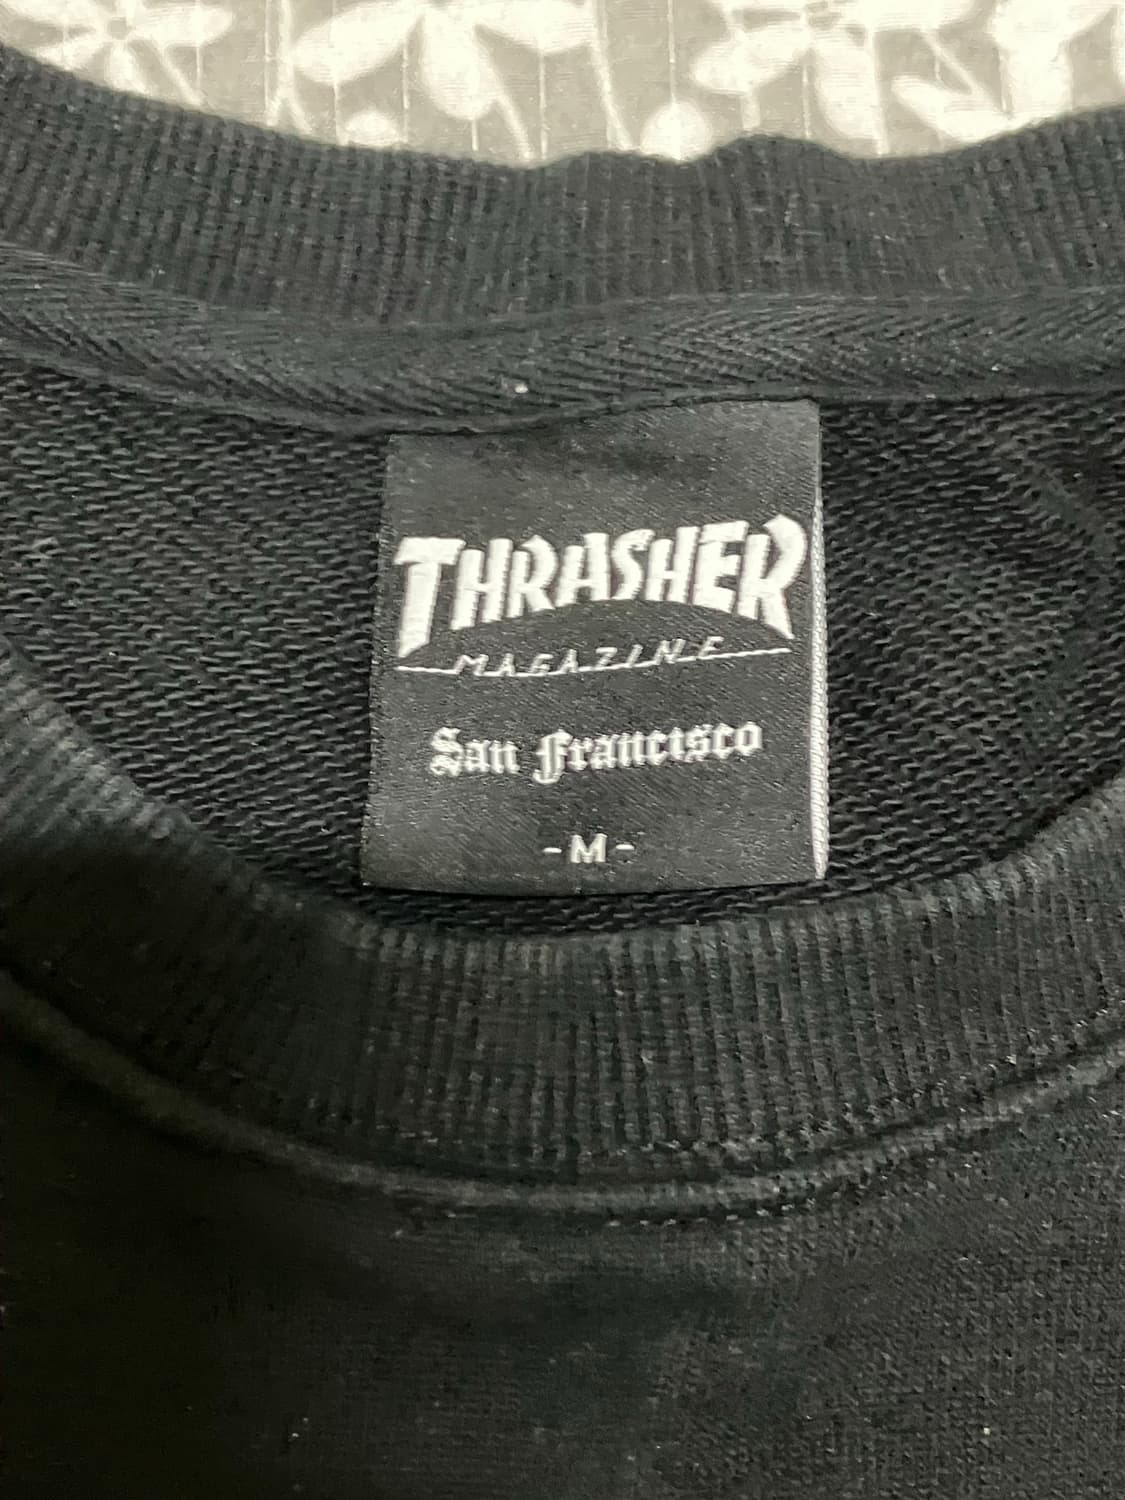 THRASHER
MAGAZINE
San Francisco
-M-